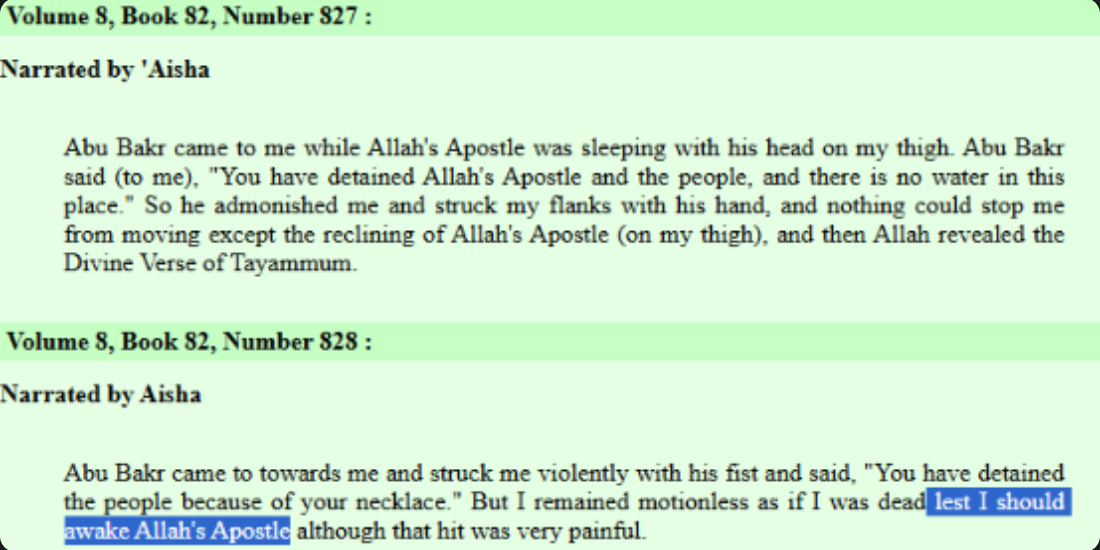 Volume 8, Book 82, Number 827 :
Narrated by 'Aisha
Abu Bakr came to me while Allah's Apostle was sleeping with his head on my thigh. Abu Bakr
said (to me), "You have detained Allah's Apostle and the people, and there is no water in this
place." So he admonished me and struck my flanks with his hand, and nothing could stop me
from moving except the reclining of Allah's Apostle (on my thigh), and then Allah revealed the
Divine Verse of Tayammum.
Volume 8, Book 82, Number 828 :
Narrated by Aisha
Abu Bakr came to towards me and struck me violently with his fist and said, "You have detained
the people because of your necklace." But I remained motionless as if I was dead lest I should
awake Allah's Apostle although that hit was very painful.